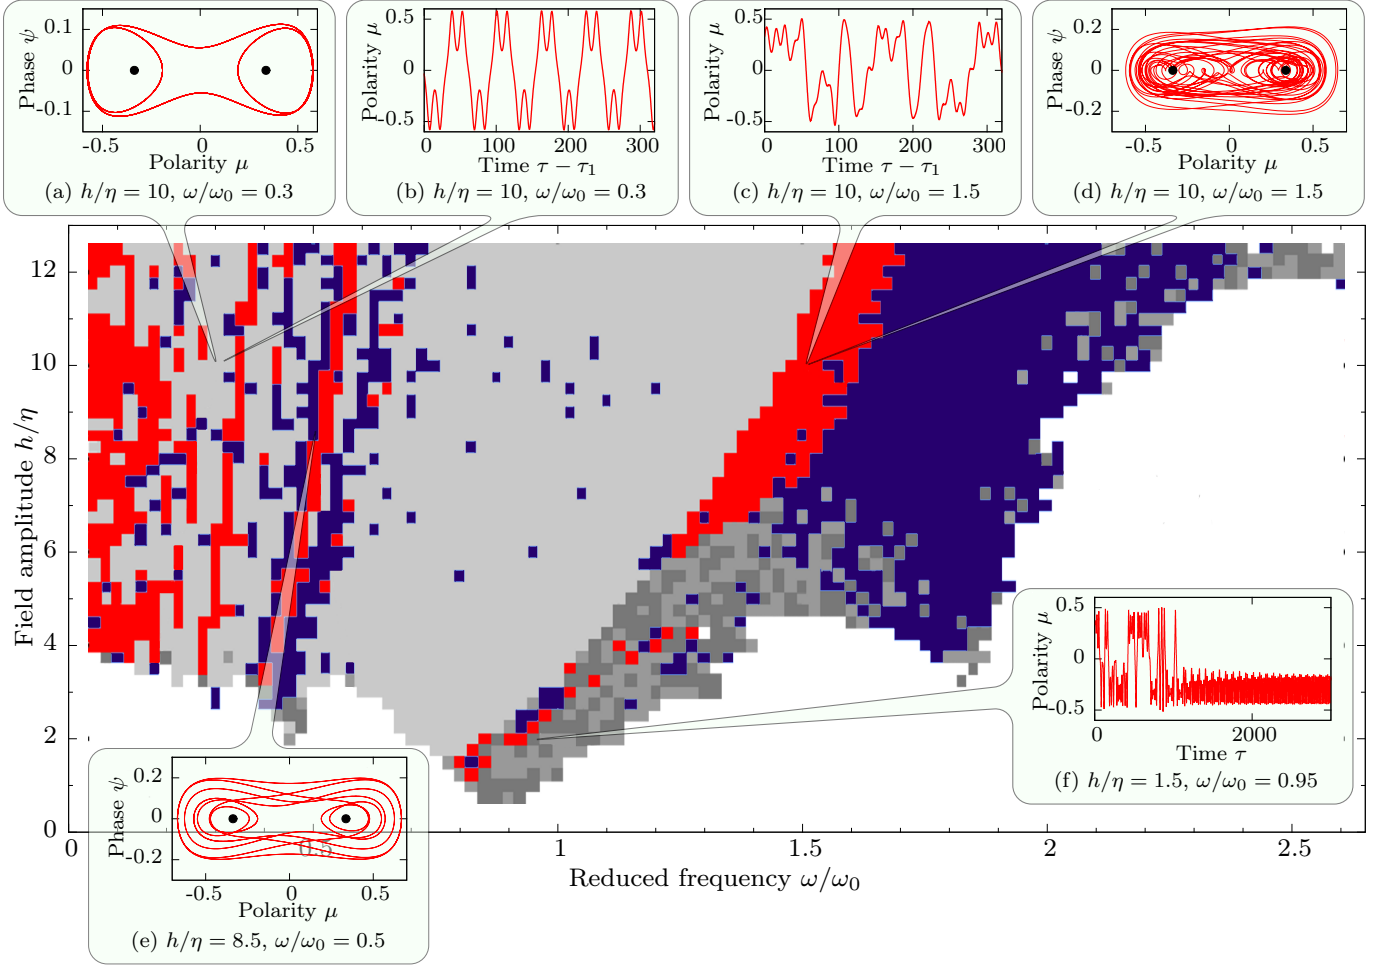 Phase ψ
0.1
0
-0.1
-0.5
0
0.5
Polarity μ
(a) h/η = 10, ω/ω₀ = 0.3
Polarity μ
0.5
0
-0.5
0
100
200
300
Time τ − τ₁
(b) h/η = 10, ω/ω₀ = 0.3
Polarity μ
0.5
0
-0.5
0
100
200
300
Time τ − τ₁
(c) h/η = 10, ω/ω₀ = 1.5
Phase ψ
0.2
0
-0.2
-0.5
0
0.5
Polarity μ
(d) h/η = 10, ω/ω₀ = 1.5
Field amplitude h/η
12
10
8
6
4
2
0
0
0.5
1
1.5
2
2.5
Reduced frequency ω/ω₀
Phase ψ
0.2
0
-0.2
-0.5
0
0.5
Polarity μ
(e) h/η = 8.5, ω/ω₀ = 0.5
Polarity μ
0.5
0
-0.5
0
2000
Time τ
(f) h/η = 1.5, ω/ω₀ = 0.95